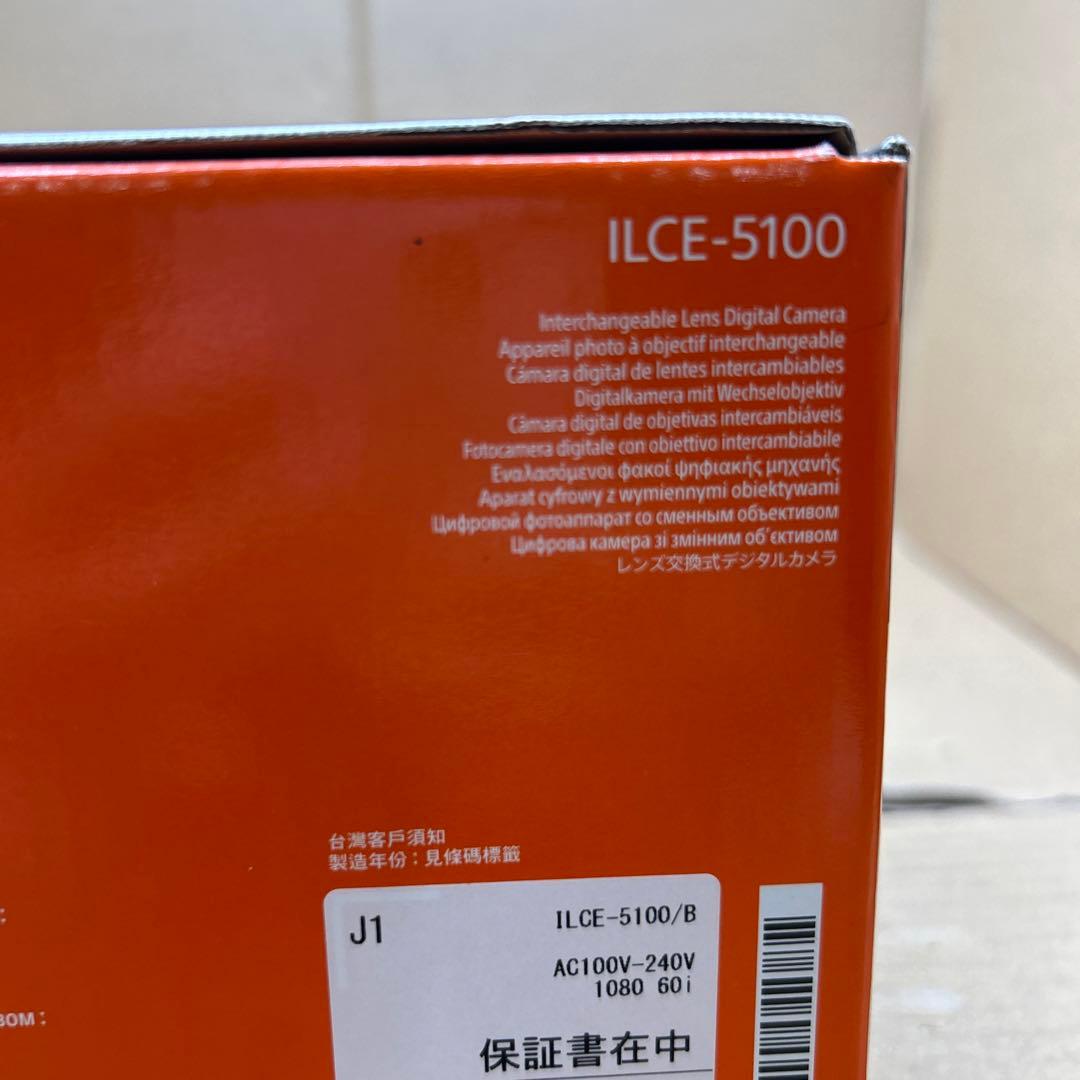 ILCE-5100
Interchangeable Lens Digital Camera
Appareil photo à objectif interchangeable
Cámara digital de lentes intercambiables
Digitalkamera mit Wechselobjektiv
Câmara digital de objetivas intercambiáveis
Fotocamera digitale con obiettivo intercambiabile
Εναλασόμενοι φακοί ψηφιακής μηχανής
Aparat cyfrowy z wymiennymi obiektywami
Цифровой фотоаппарат со сменным объективом
Цифрова камера зі змінним об'єктивом
レンズ交換式デジタルカメラ
台灣客戶須知
製造年份：見條碼標籤
J1
ILCE-5100/B
AC100V-240V
1080 60i
保証書在中